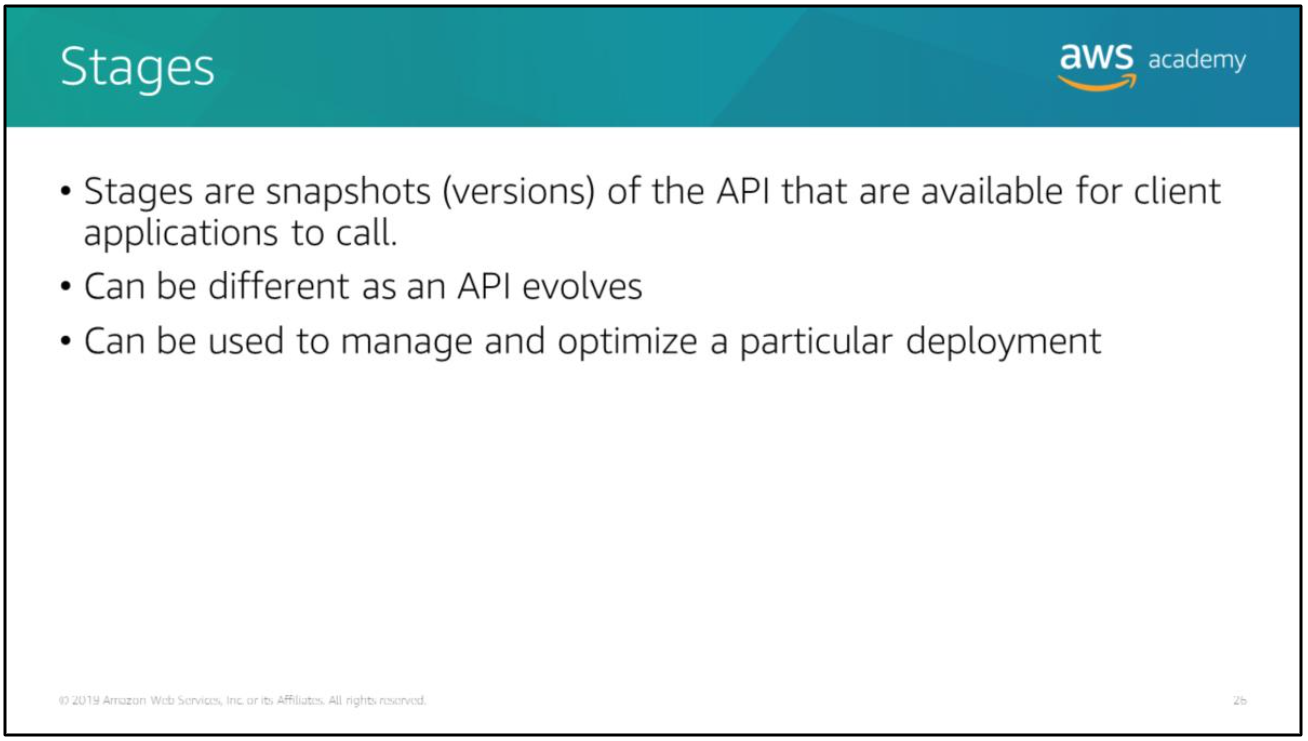 Stages
aws academy
• Stages are snapshots (versions) of the API that are available for client
applications to call.
• Can be different as an API evolves
• Can be used to manage and optimize a particular deployment
© 2019 Amazon Web Services, Inc. or its Affiliates. All rights reserved.
26